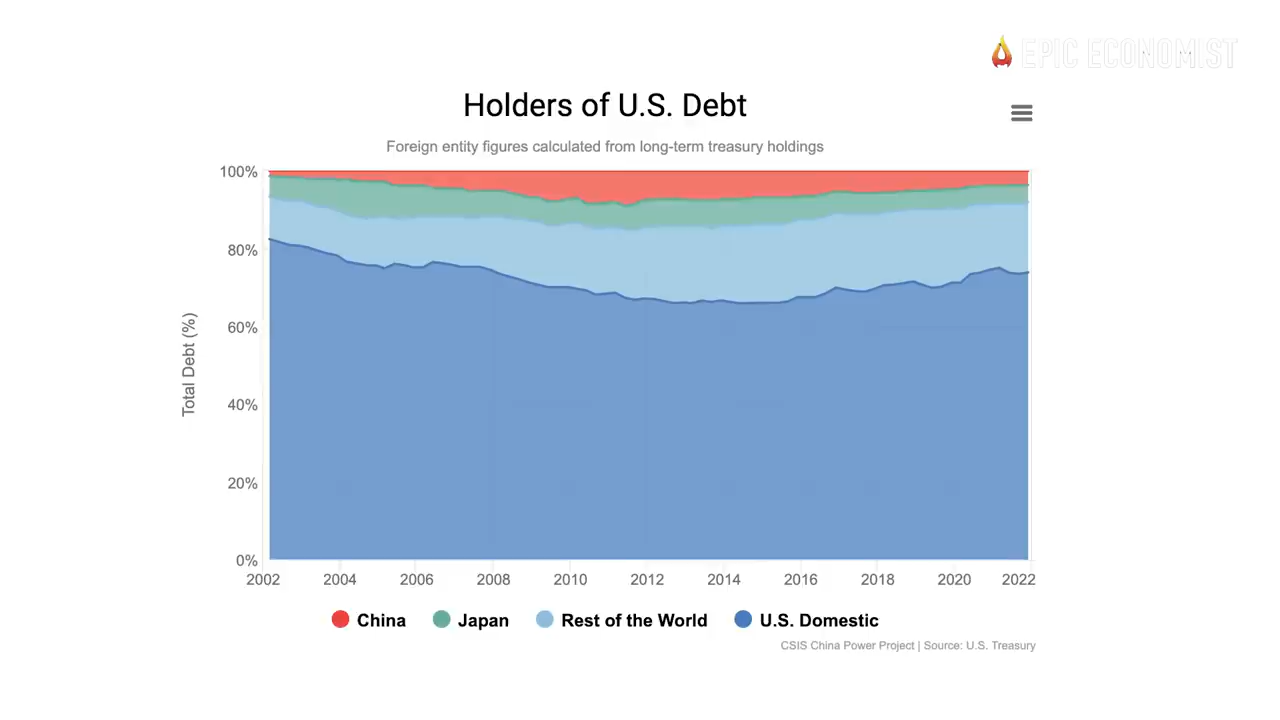 EPIC ECONOMIST
Holders of U.S. Debt
Foreign entity figures calculated from long-term treasury holdings
Total Debt (%)
100%
80%
60%
40%
20%
0%
2002 2004 2006 2008 2010 2012 2014 2016 2018 2020 2022
China Japan Rest of the World U.S. Domestic
CSIS China Power Project | Source: U.S. Treasury